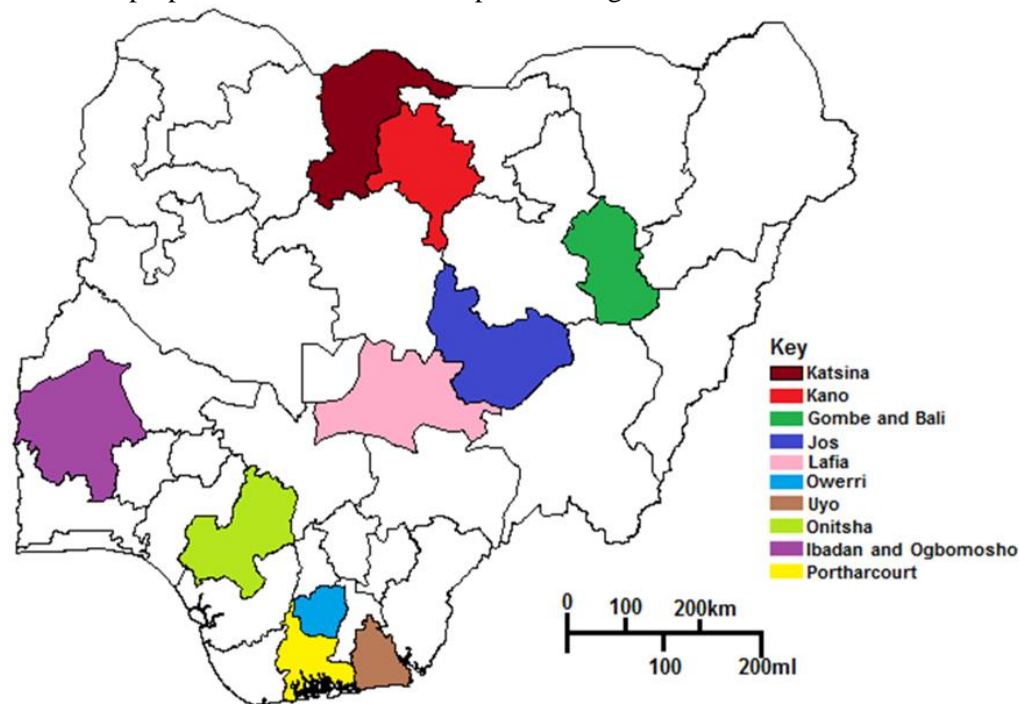 Key
Katsina
Kano
Gombe and Bali
Jos
Lafia
Owerri
Uyo
Onitsha
Ibadan and Ogbomosho
Portharcourt
0 100 200km
100 200ml